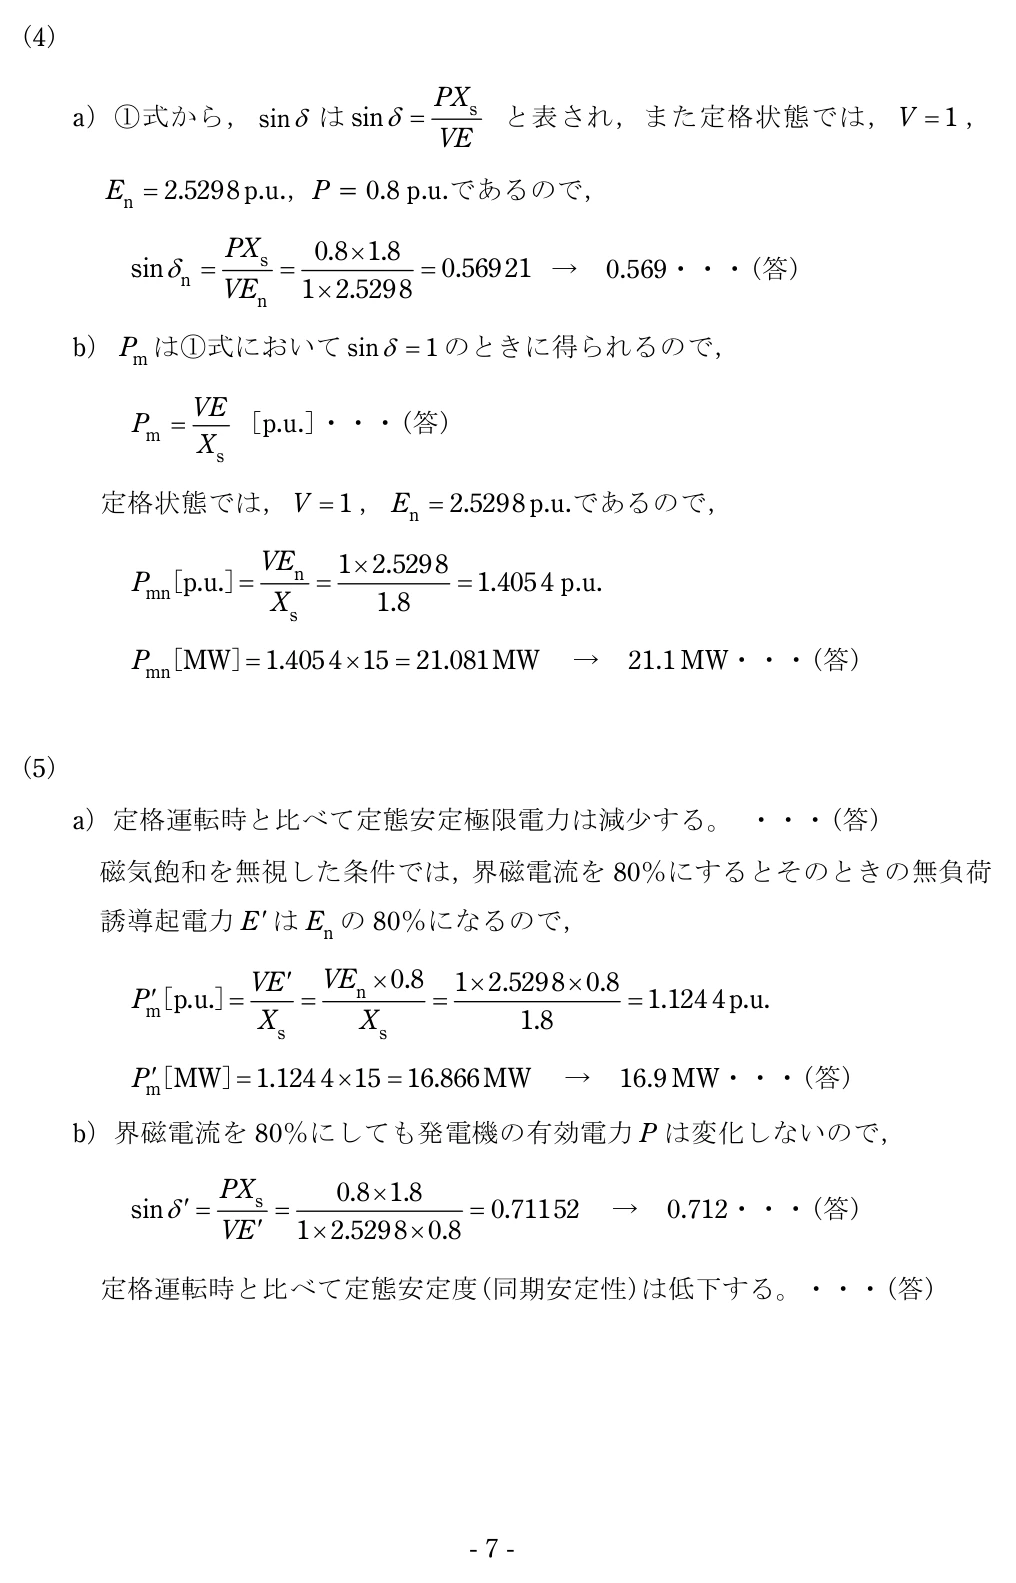 (4)
a) ①式から，sin δ は sin δ = PXs/VE と表され，また定格状態では，V = 1，
En = 2.5298 p.u.，P = 0.8 p.u.であるので，
sin δn = PXs/VEn = 0.8×1.8/1×2.5298 = 0.56921 → 0.569・・・(答)
b) Pm は①式において sin δ = 1 のときに得られるので，
Pm = VE/Xs [p.u.]・・・(答)
定格状態では，V = 1，En = 2.5298 p.u.であるので，
Pmn[p.u.] = VEn/Xs = 1×2.5298/1.8 = 1.4054 p.u.
Pmn[MW] = 1.4054×15 = 21.081 MW → 21.1 MW・・・(答)
(5)
a) 定格運転時と比べて定態安定極限電力は減少する。 ・・・(答)
磁気飽和を無視した条件では，界磁電流を 80％にするとそのときの無負荷
誘導起電力 E′ は En の 80％になるので，
P′m[p.u.] = VE′/Xs = VEn×0.8/Xs = 1×2.5298×0.8/1.8 = 1.1244 p.u.
P′m[MW] = 1.1244×15 = 16.866 MW → 16.9 MW・・・(答)
b) 界磁電流を 80％にしても発電機の有効電力 P は変化しないので，
sin δ′ = PXs/VE′ = 0.8×1.8/1×2.5298×0.8 = 0.71152 → 0.712・・・(答)
定格運転時と比べて定態安定度(同期安定性)は低下する。・・・(答)
- 7 -